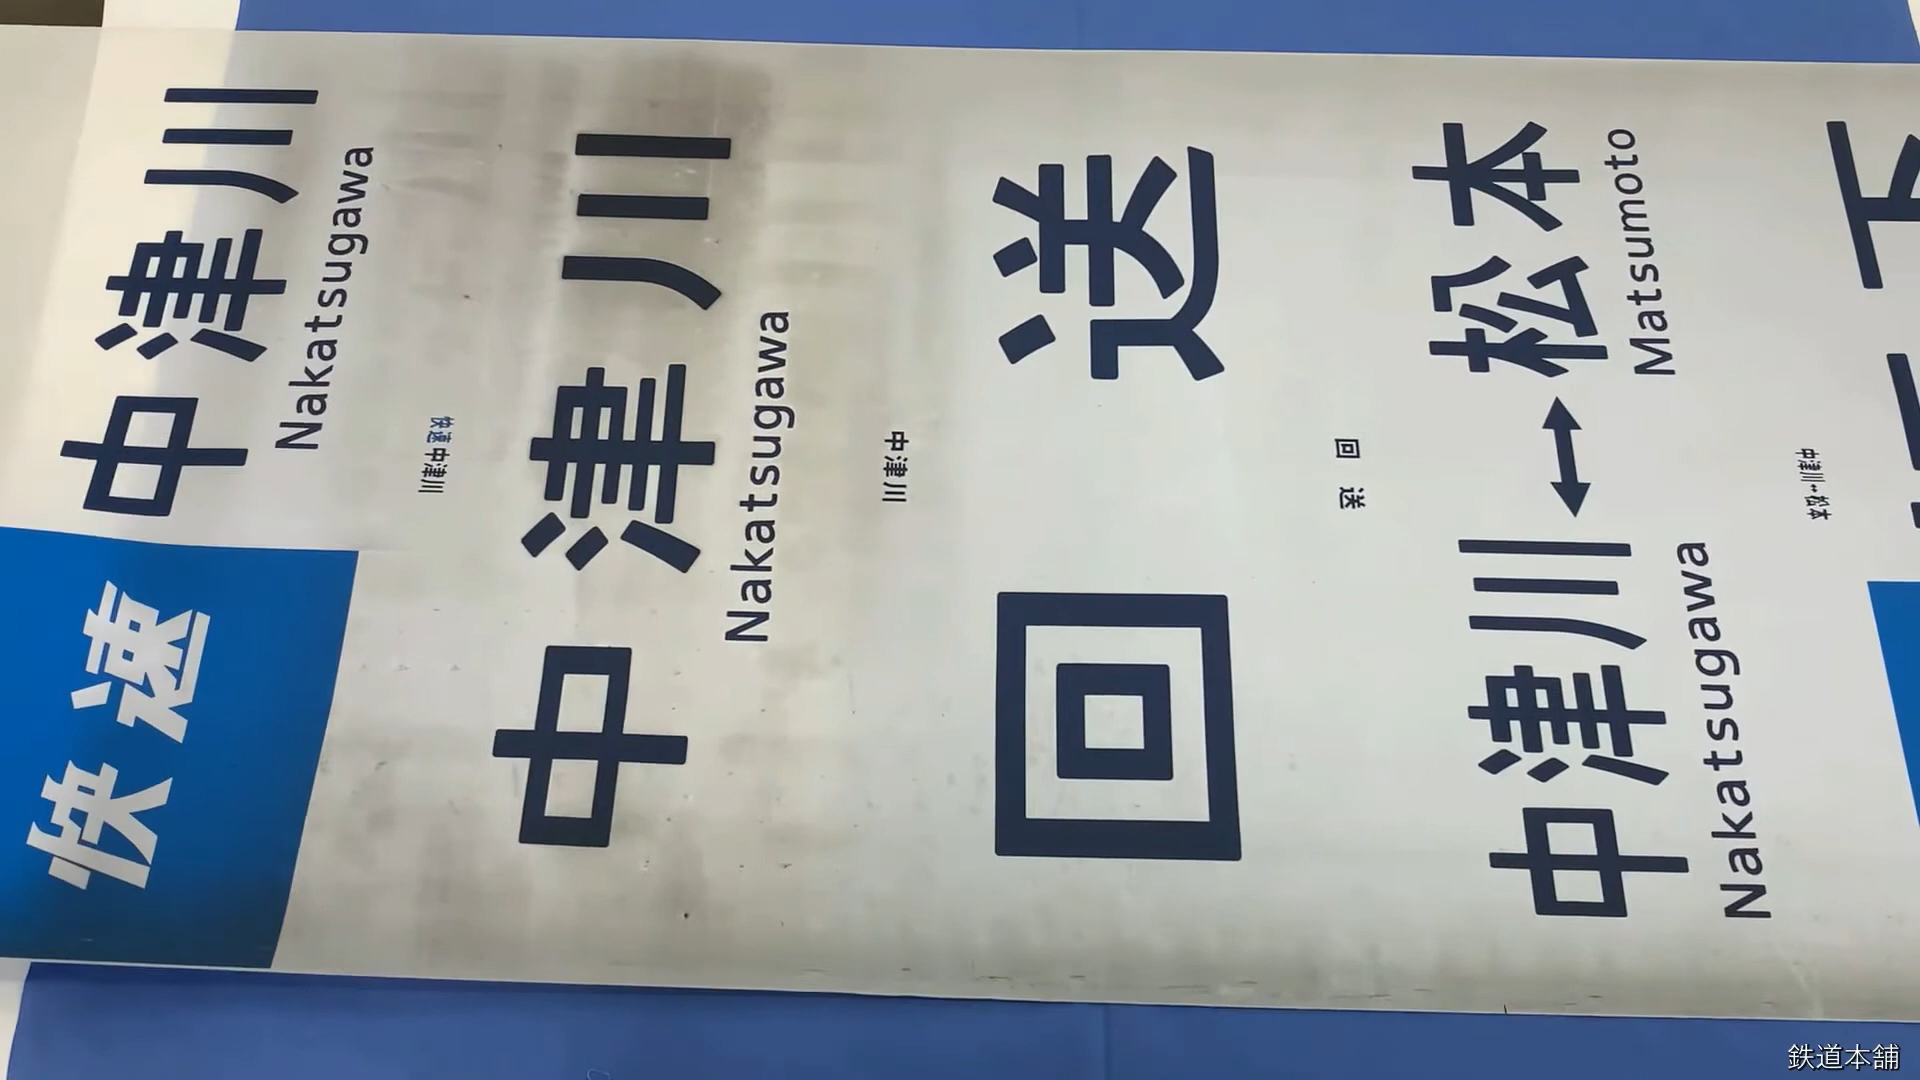 快速 中津川
Nakatsugawa
快速 中津川
中津川
Nakatsugawa
中津川
回送
回送
中津川↔松本
Nakatsugawa Matsumoto
中津川↔松本
鉄道本舗